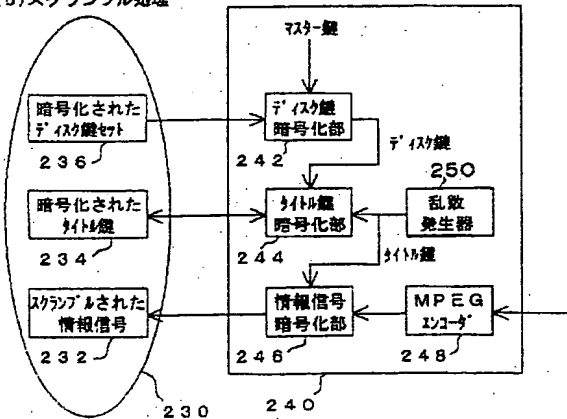 (b)スクランブル処理
マスター鍵
暗号化された
ディスク鍵セット
236
ディスク鍵
暗号化部
242
ディスク鍵
250
暗号化された
タイトル鍵
234
タイトル鍵
暗号化部
244
乱数
発生器
タイトル鍵
スクランブルされた
情報信号
232
情報信号
暗号化部
246
MPEG
エンコーダ
248
230
240